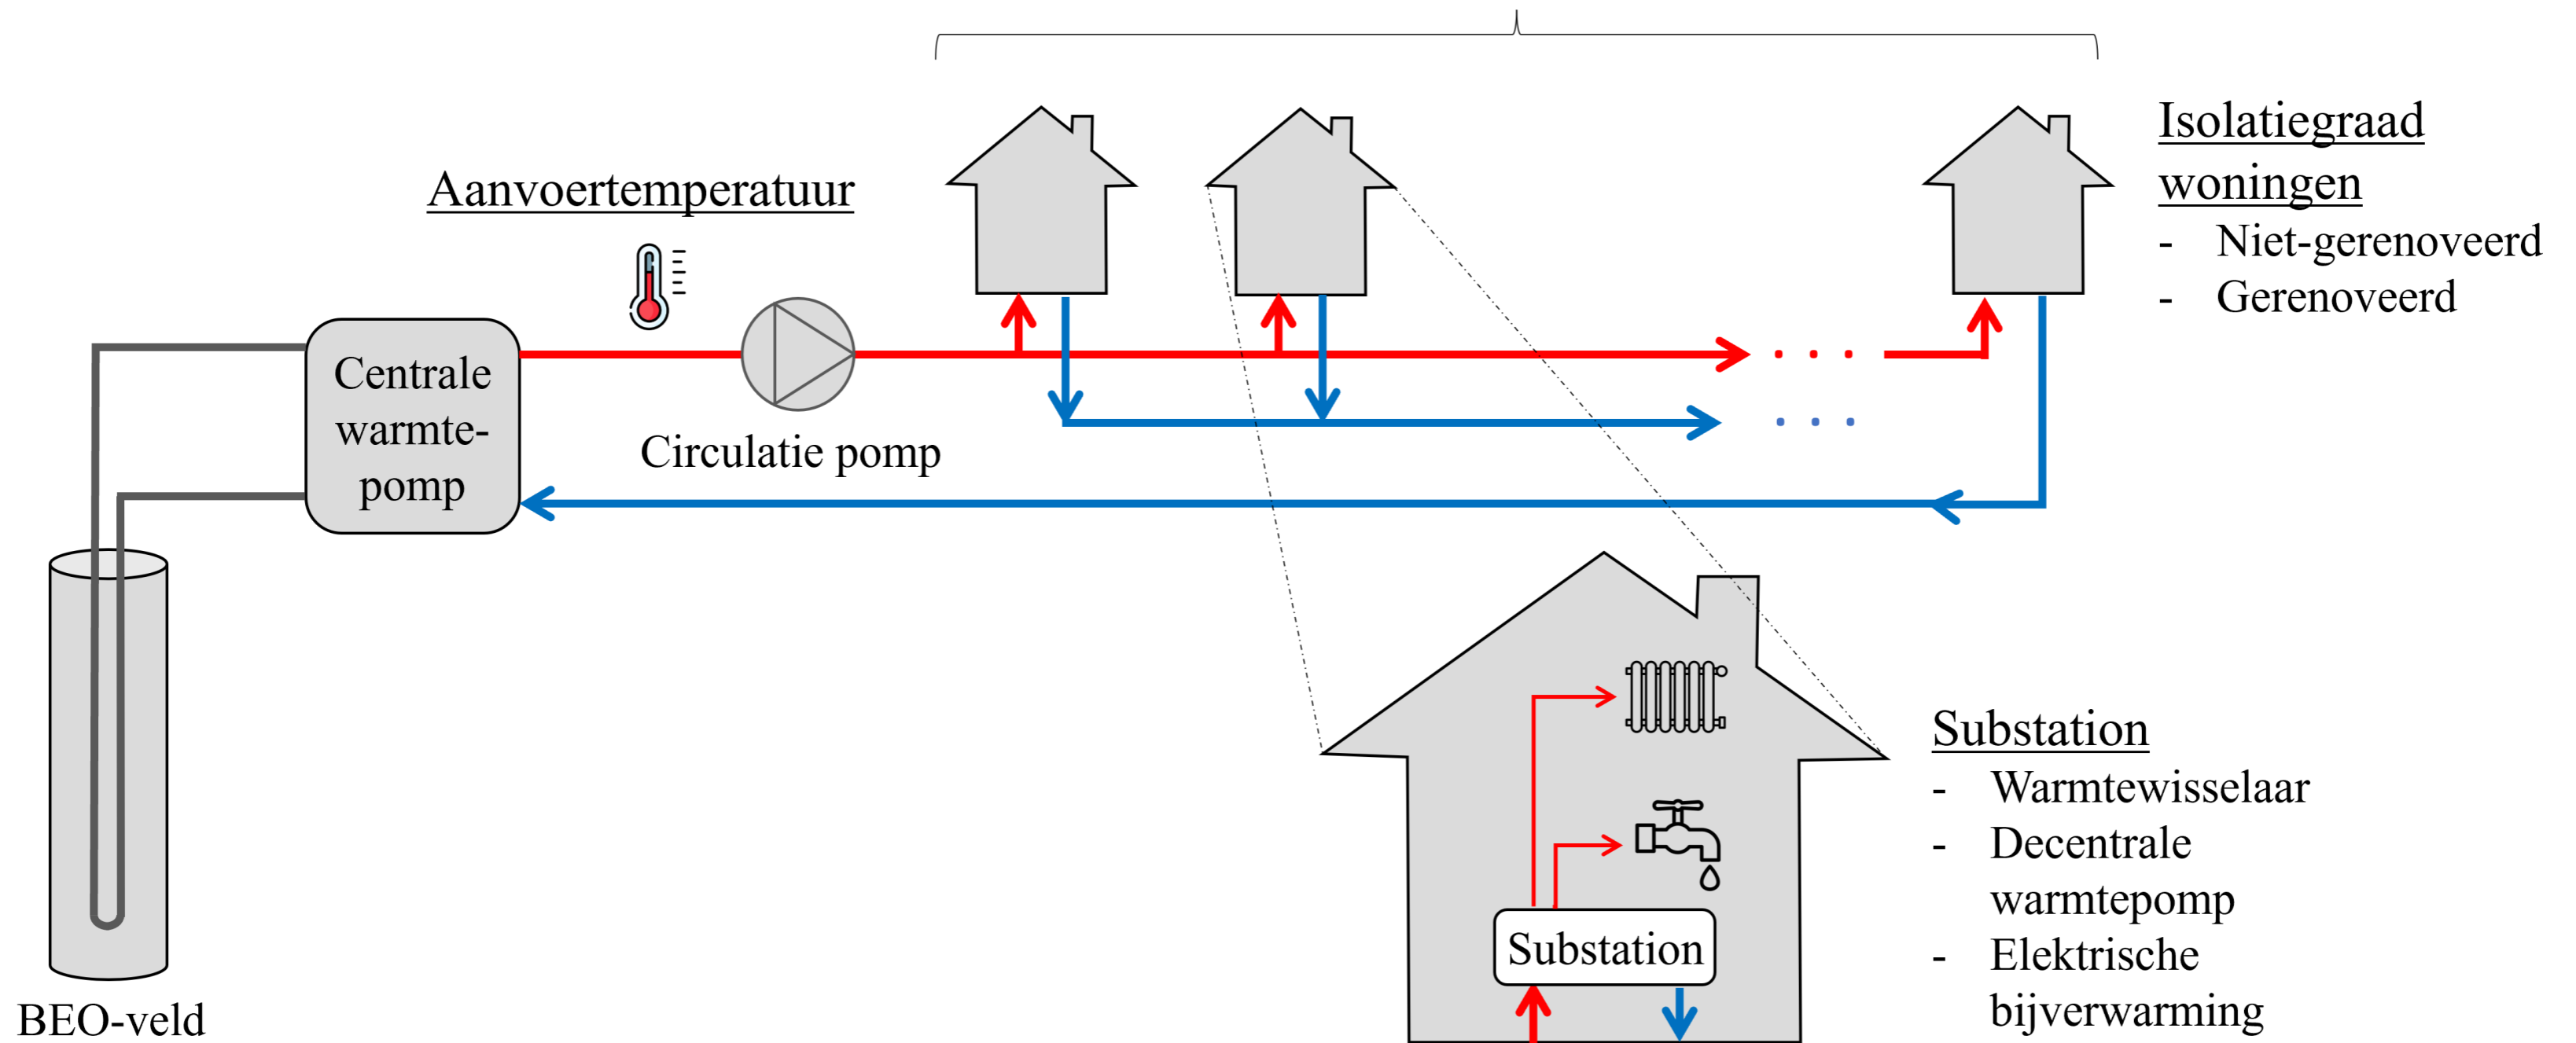 Aanvoertemperatuur
Isolatiegraad
woningen
- Niet-gerenoveerd
- Gerenoveerd
Centrale
warmte-
pomp
Circulatie pomp
BEO-veld
Substation
Substation
- Warmtewisselaar
- Decentrale
warmtepomp
- Elektrische
bijverwarming